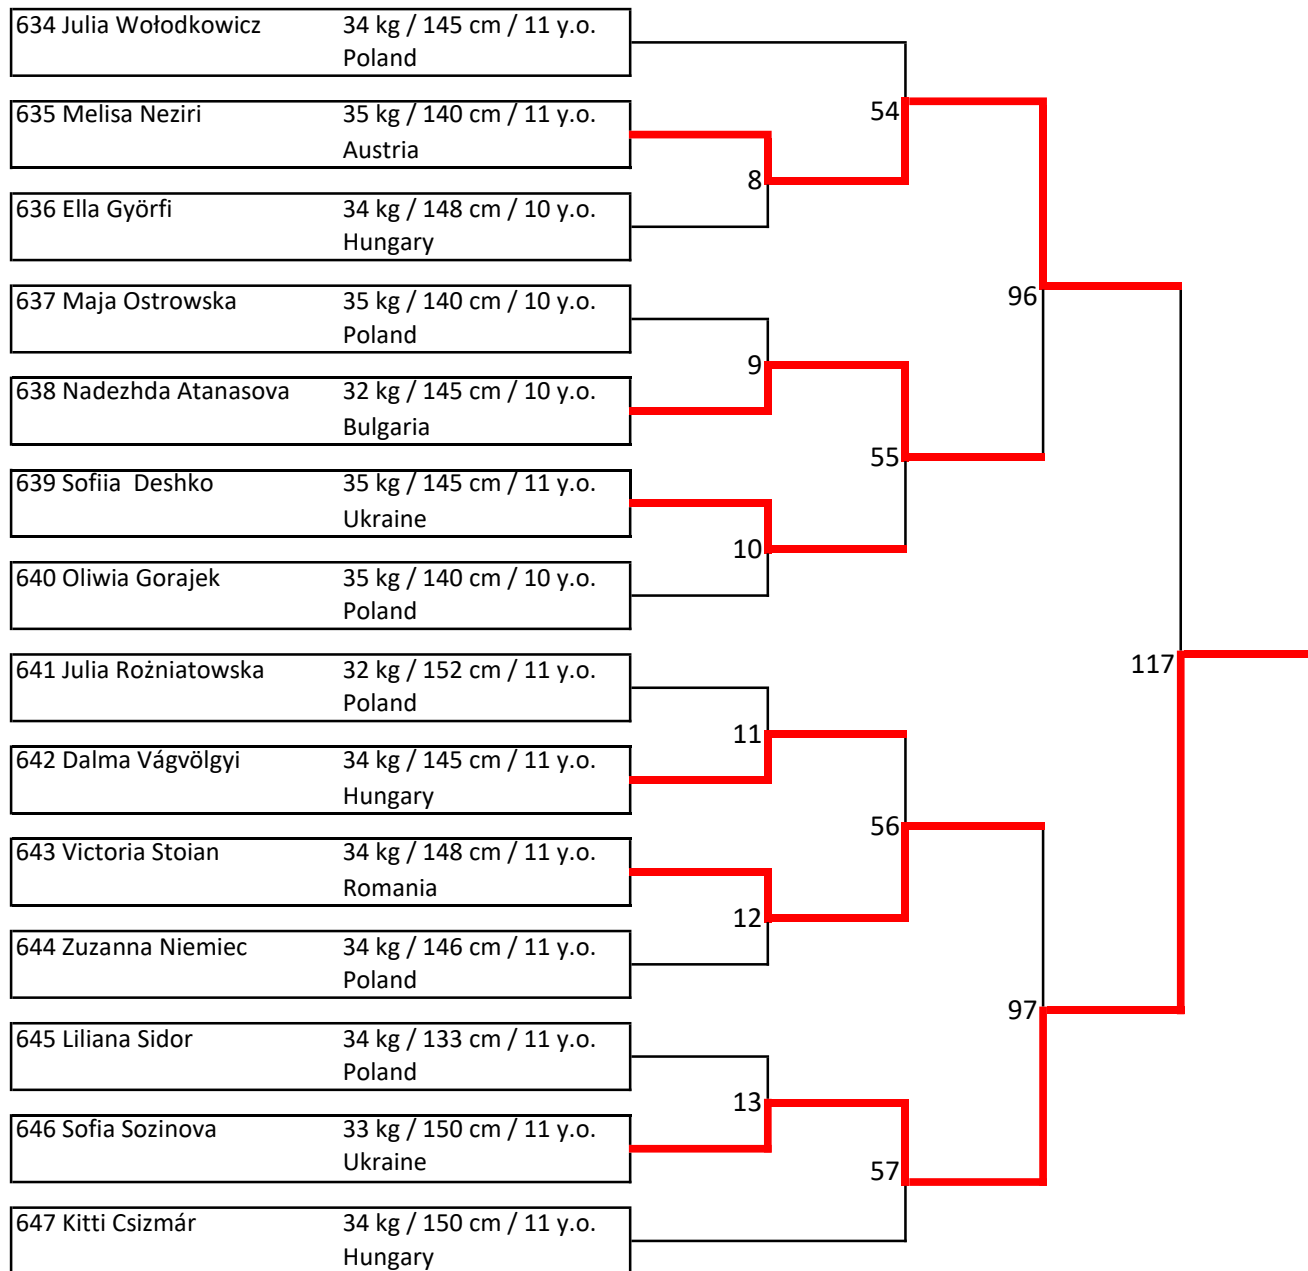 634 Julia Wołodkowicz 34 kg / 145 cm / 11 y.o.
Poland
635 Melisa Neziri 35 kg / 140 cm / 11 y.o.
Austria
54
8
636 Ella Györfi 34 kg / 148 cm / 10 y.o.
Hungary
637 Maja Ostrowska 35 kg / 140 cm / 10 y.o.
Poland
96
9
638 Nadezhda Atanasova 32 kg / 145 cm / 10 y.o.
Bulgaria
55
639 Sofiia  Deshko 35 kg / 145 cm / 11 y.o.
Ukraine
10
640 Oliwia Gorajek 35 kg / 140 cm / 10 y.o.
Poland
641 Julia Rożniatowska 32 kg / 152 cm / 11 y.o.
Poland
117
11
642 Dalma Vágvölgyi 34 kg / 145 cm / 11 y.o.
Hungary
56
643 Victoria Stoian 34 kg / 148 cm / 11 y.o.
Romania
12
644 Zuzanna Niemiec 34 kg / 146 cm / 11 y.o.
Poland
97
645 Liliana Sidor 34 kg / 133 cm / 11 y.o.
Poland
13
646 Sofia Sozinova 33 kg / 150 cm / 11 y.o.
Ukraine
57
647 Kitti Csizmár 34 kg / 150 cm / 11 y.o.
Hungary